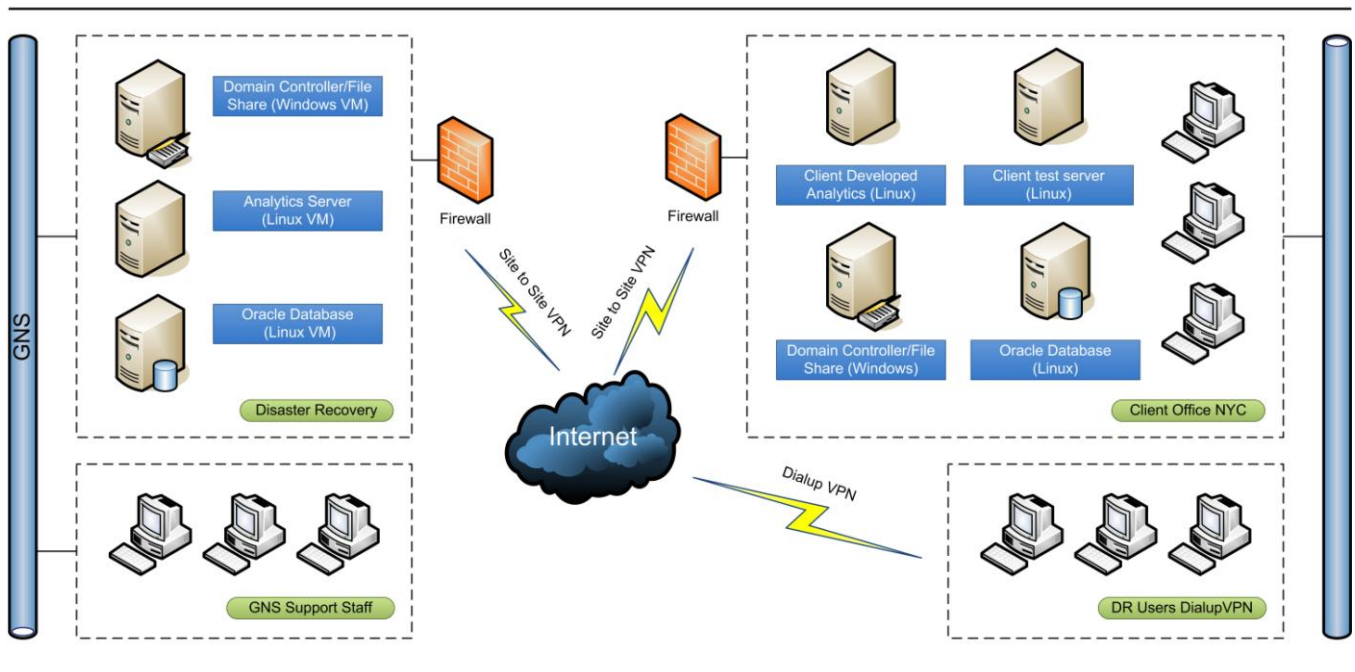 GNS
Domain Controller/File
Share (Windows VM)
Analytics Server
(Linux VM)
Oracle Database
(Linux VM)
Disaster Recovery
GNS Support Staff
Firewall
Site to Site VPN
Firewall
Site to Site VPN
Internet
Dialup VPN
Client Developed
Analytics (Linux)
Client test server
(Linux)
Domain Controller/File
Share (Windows)
Oracle Database
(Linux)
Client Office NYC
DR Users DialupVPN